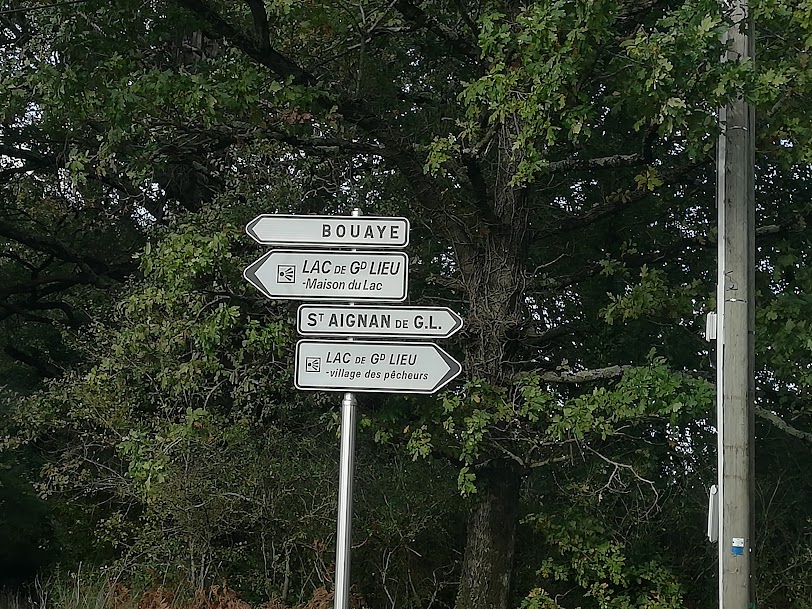 BOUAYE
LAC DE Gᴰ LIEU
-Maison du Lac
Sᵀ AIGNAN DE G.L.
LAC DE Gᴰ LIEU
-village des pêcheurs